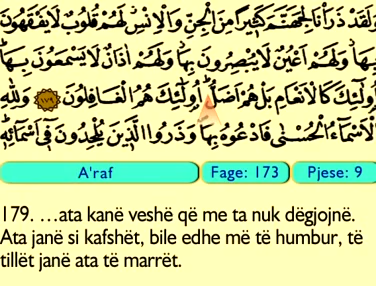 وَلَقَدْ ذَرَأْنَا لِجَهَنَّمَ كَثِيرًا مِنَ الْجِنِّ وَالْإِنْسِ لَهُمْ قُلُوبٌ لَا يَفْقَهُونَ
بِهَا وَلَهُمْ أَعْيُنٌ لَا يُبْصِرُونَ بِهَا وَلَهُمْ اٰذَانٌ لَا يَسْمَعُونَ بِهَا
أُولٰئِكَ كَالْأَنْعَامِ بَلْ هُمْ أَضَلُّ أُولٰئِكَ هُمُ الْغَافِلُونَ ﴿١٧٩﴾ وَلِلّٰهِ
الْأَسْمَاءُ الْحُسْنٰى فَادْعُوهُ بِهَا وَذَرُوا الَّذِينَ يُلْحِدُونَ فِي أَسْمَائِهِ
A'raf Fage: 173 Pjese: 9
179. ...ata kanë veshë që me ta nuk dëgjojnë.
Ata janë si kafshët, bile edhe më të humbur, të
tillët janë ata të marrët.